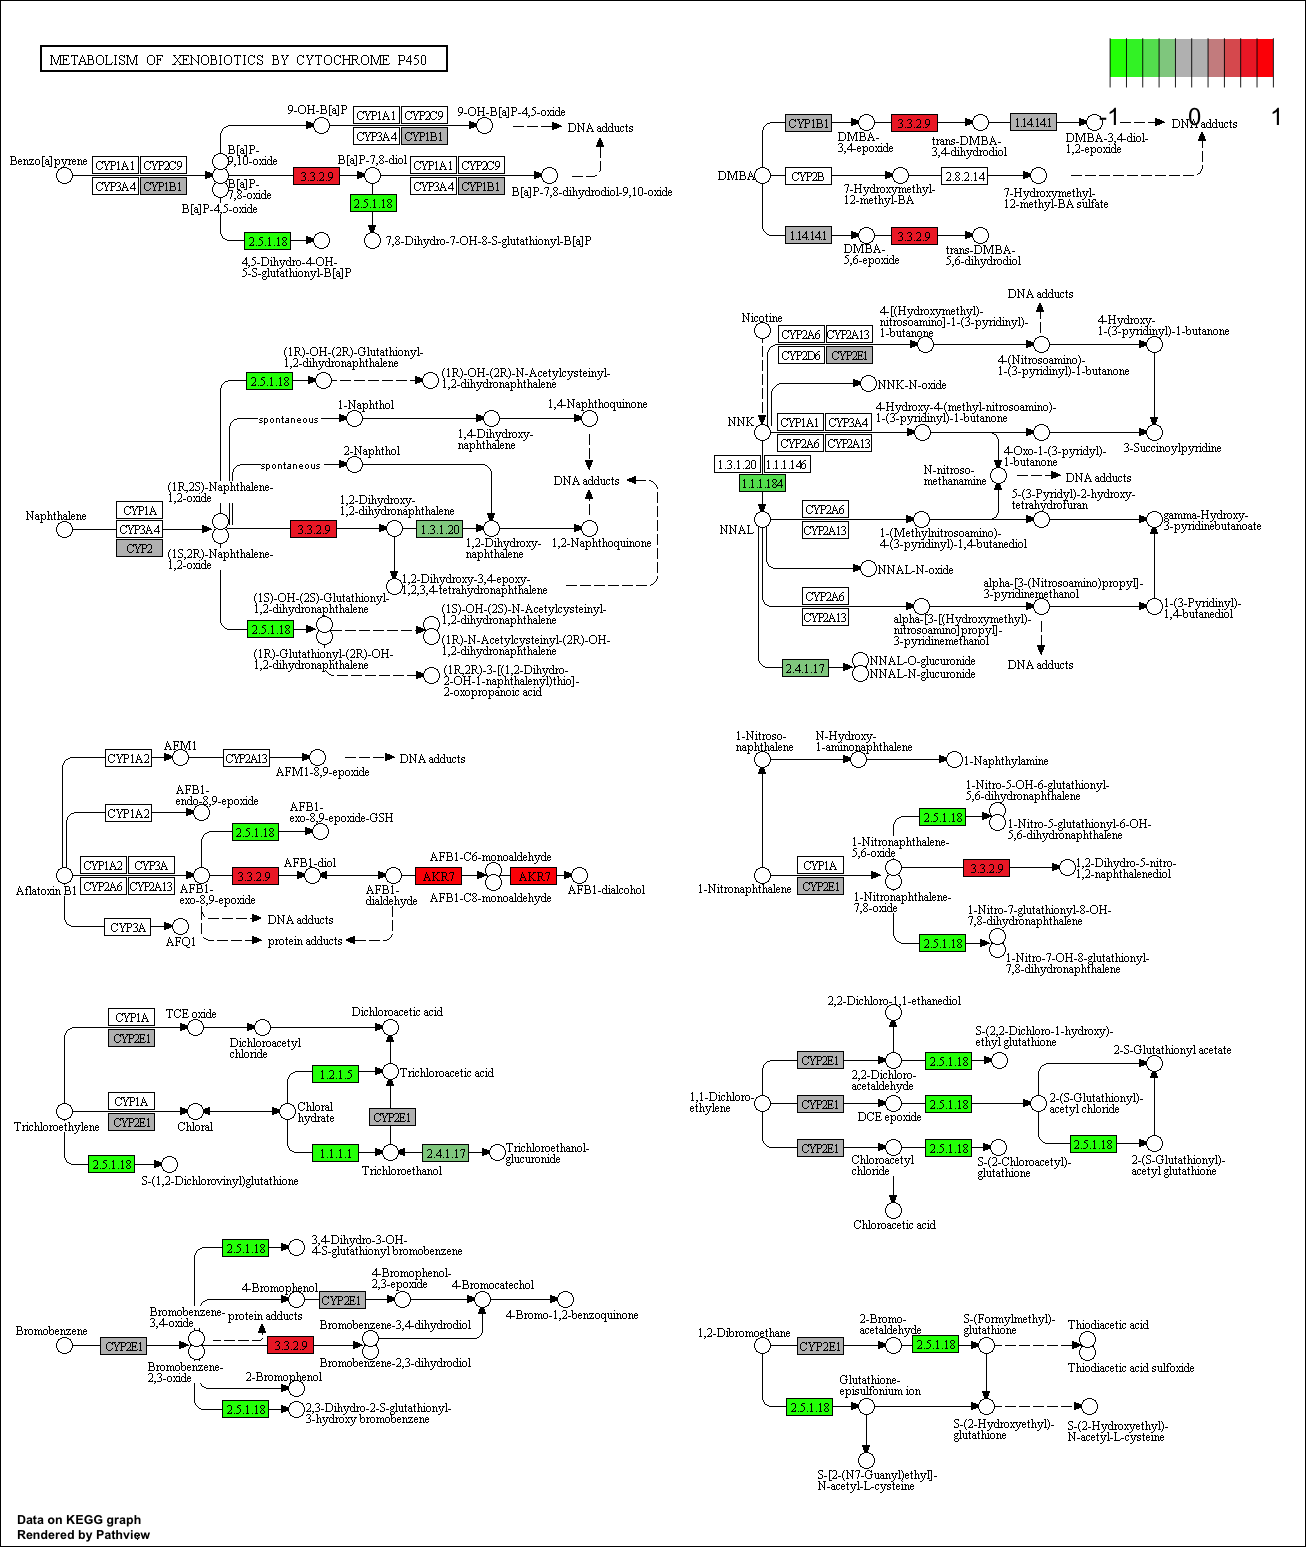 METABOLISM OF XENOBIOTICS BY CYTOCHROME P450
-1 0 1
9-OH-B[a]P
CYP1A1 CYP2C9
CYP3A4 CYP1B1
9-OH-B[a]P-4,5-oxide
DNA adducts
Benzo[a]pyrene
CYP1A1 CYP2C9
CYP3A4 CYP1B1
B[a]P-
9,10-oxide
B[a]P-
7,8-oxide
B[a]P-4,5-oxide
3.3.2.9
B[a]P-7,8-diol
CYP1A1 CYP2C9
CYP3A4 CYP1B1
B[a]P-7,8-dihydrodiol-9,10-oxide
2.5.1.18
7,8-Dihydro-7-OH-8-S-glutathionyl-B[a]P
2.5.1.18
4,5-Dihydro-4-OH-
5-S-glutathionyl-B[a]P
CYP1B1
DMBA-
3,4-epoxide
3.3.2.9
trans-DMBA-
3,4-dihydrodiol
1.14.14.1
DMBA-3,4-diol-
1,2-epoxide
DNA adducts
DMBA
CYP2B
7-Hydroxymethyl-
12-methyl-BA
2.8.2.14
7-Hydroxymethyl-
12-methyl-BA sulfate
1.14.14.1
DMBA-
5,6-epoxide
3.3.2.9
trans-DMBA-
5,6-dihydrodiol
(1R)-OH-(2R)-Glutathionyl-
1,2-dihydronaphthalene
2.5.1.18
(1R)-OH-(2R)-N-Acetylcysteinyl-
1,2-dihydronaphthalene
spontaneous
1-Naphthol
1,4-Dihydroxy-
naphthalene
1,4-Naphthoquinone
spontaneous
2-Naphthol
DNA adducts
(1R,2S)-Naphthalene-
1,2-oxide
Naphthalene
CYP1A
CYP3A4
CYP2
(1S,2R)-Naphthalene-
1,2-oxide
3.3.2.9
1,2-Dihydroxy-
1,2-dihydronaphthalene
1.3.1.20
1,2-Dihydroxy-
naphthalene
1,2-Naphthoquinone
1,2-Dihydroxy-3,4-epoxy-
1,2,3,4-tetrahydronaphthalene
(1S)-OH-(2S)-Glutathionyl-
1,2-dihydronaphthalene
2.5.1.18
(1R)-Glutathionyl-(2R)-OH-
1,2-dihydronaphthalene
(1S)-OH-(2S)-N-Acetylcysteinyl-
1,2-dihydronaphthalene
(1R)-N-Acetylcysteinyl-(2R)-OH-
1,2-dihydronaphthalene
(1R,2R)-3-[(1,2-Dihydro-
2-OH-1-naphthalenyl)thio]-
2-oxopropanoic acid
Nicotine
CYP2A6 CYP2A13
CYP2D6 CYP2E1
4-[(Hydroxymethyl)-
nitrosoamino]-1-(3-pyridinyl)-
1-butanone
DNA adducts
4-(Nitrosoamino)-
1-(3-pyridinyl)-1-butanone
4-Hydroxy-
1-(3-pyridinyl)-1-butanone
NNK-N-oxide
NNK
CYP1A1 CYP3A4
CYP2A6 CYP2A13
4-Hydroxy-4-(methyl-nitrosoamino)-
1-(3-pyridinyl)-1-butanone
4-Oxo-1-(3-pyridyl)-
1-butanone
3-Succinoylpyridine
1.3.1.20 1.1.1.146
1.1.1.184
N-nitroso-
methanamine
DNA adducts
NNAL
CYP2A6
CYP2A13
1-(Methylnitrosoamino)-
4-(3-pyridinyl)-1,4-butanediol
5-(3-Pyridyl)-2-hydroxy-
tetrahydrofuran
gamma-Hydroxy-
3-pyridinebutanoate
NNAL-N-oxide
CYP2A6
CYP2A13
alpha-[3-[(Hydroxymethyl)-
nitrosoamino]propyl]-
3-pyridinemethanol
alpha-[3-(Nitrosoamino)propyl]-
3-pyridinemethanol
1-(3-Pyridinyl)-
1,4-butanediol
DNA adducts
2.4.1.17
NNAL-O-glucuronide
NNAL-N-glucuronide
CYP1A2
AFM1
CYP2A13
AFM1-8,9-epoxide
DNA adducts
CYP1A2
AFB1-
endo-8,9-epoxide
2.5.1.18
AFB1-
exo-8,9-epoxide-GSH
Aflatoxin B1
CYP1A2 CYP3A
CYP2A6 CYP2A13
AFB1-
exo-8,9-epoxide
3.3.2.9
AFB1-diol
AFB1-
dialdehyde
AKR7
AFB1-C6-monoaldehyde
AFB1-C8-monoaldehyde
AKR7
AFB1-dialcohol
CYP3A
AFQ1
DNA adducts
protein adducts
1-Nitroso-
naphthalene
N-Hydroxy-
1-aminonaphthalene
1-Naphthylamine
1-Nitronaphthalene
CYP1A
CYP2E1
1-Nitronaphthalene-
5,6-oxide
1-Nitronaphthalene-
7,8-oxide
2.5.1.18
1-Nitro-5-OH-6-glutathionyl-
5,6-dihydronaphthalene
1-Nitro-5-glutathionyl-6-OH-
5,6-dihydronaphthalene
3.3.2.9
1,2-Dihydro-5-nitro-
1,2-naphthalenediol
2.5.1.18
1-Nitro-7-glutathionyl-8-OH-
7,8-dihydronaphthalene
1-Nitro-7-OH-8-glutathionyl-
7,8-dihydronaphthalene
CYP1A
CYP2E1
TCE oxide
Dichloroacetyl
chloride
Dichloroacetic acid
1.2.1.5
Trichloroacetic acid
Trichloroethylene
CYP1A
CYP2E1
Chloral
Chloral
hydrate
CYP2E1
1.1.1.1
Trichloroethanol
2.4.1.17
Trichloroethanol-
glucuronide
2.5.1.18
S-(1,2-Dichlorovinyl)glutathione
2,2-Dichloro-1,1-ethanediol
CYP2E1
2,2-Dichloro-
acetaldehyde
2.5.1.18
S-(2,2-Dichloro-1-hydroxy)-
ethyl glutathione
1,1-Dichloro-
ethylene
CYP2E1
DCE epoxide
2.5.1.18
2-(S-Glutathionyl)-
acetyl chloride
2-S-Glutathionyl acetate
2.5.1.18
2-(S-Glutathionyl)-
acetyl glutathione
CYP2E1
Chloroacetyl
chloride
2.5.1.18
S-(2-Chloroacetyl)-
glutathione
Chloroacetic acid
2.5.1.18
3,4-Dihydro-3-OH-
4-S-glutathionyl bromobenzene
4-Bromophenol
CYP2E1
4-Bromophenol-
2,3-epoxide
4-Bromocatechol
4-Bromo-1,2-benzoquinone
Bromobenzene
CYP2E1
Bromobenzene-
3,4-oxide
Bromobenzene-
2,3-oxide
protein adducts
3.3.2.9
Bromobenzene-3,4-dihydrodiol
Bromobenzene-2,3-dihydrodiol
2-Bromophenol
2.5.1.18
2,3-Dihydro-2-S-glutathionyl-
3-hydroxy bromobenzene
1,2-Dibromoethane
CYP2E1
2-Bromo-
acetaldehyde
2.5.1.18
S-(Formylmethyl)-
glutathione
Thiodiacetic acid
Thiodiacetic acid sulfoxide
2.5.1.18
Glutathione-
episulfonium ion
S-(2-Hydroxyethyl)-
glutathione
S-(2-Hydroxyethyl)-
N-acetyl-L-cysteine
S-[2-(N7-Guanyl)ethyl]-
N-acetyl-L-cysteine
Data on KEGG graph
Rendered by Pathview